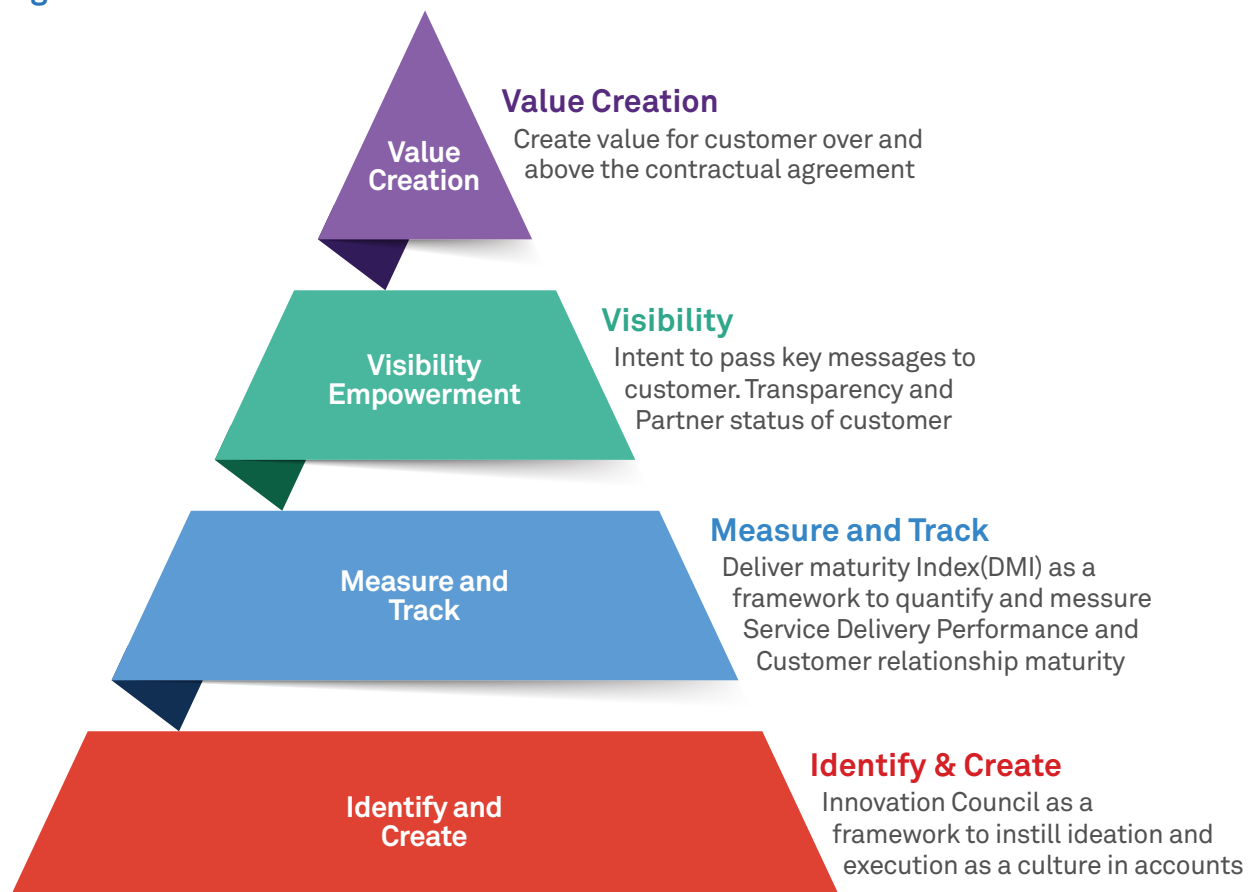 g
Value
Creation
Value Creation
Create value for customer over and
above the contractual agreement
Visibility
Empowerment
Visibility
Intent to pass key messages to
customer. Transparency and
Partner status of customer
Measure and
Track
Measure and Track
Deliver maturity Index(DMI) as a
framework to quantify and messure
Service Delivery Performance and
Customer relationship maturity
Identify and
Create
Identify & Create
Innovation Council as a
framework to instill ideation and
execution as a culture in accounts